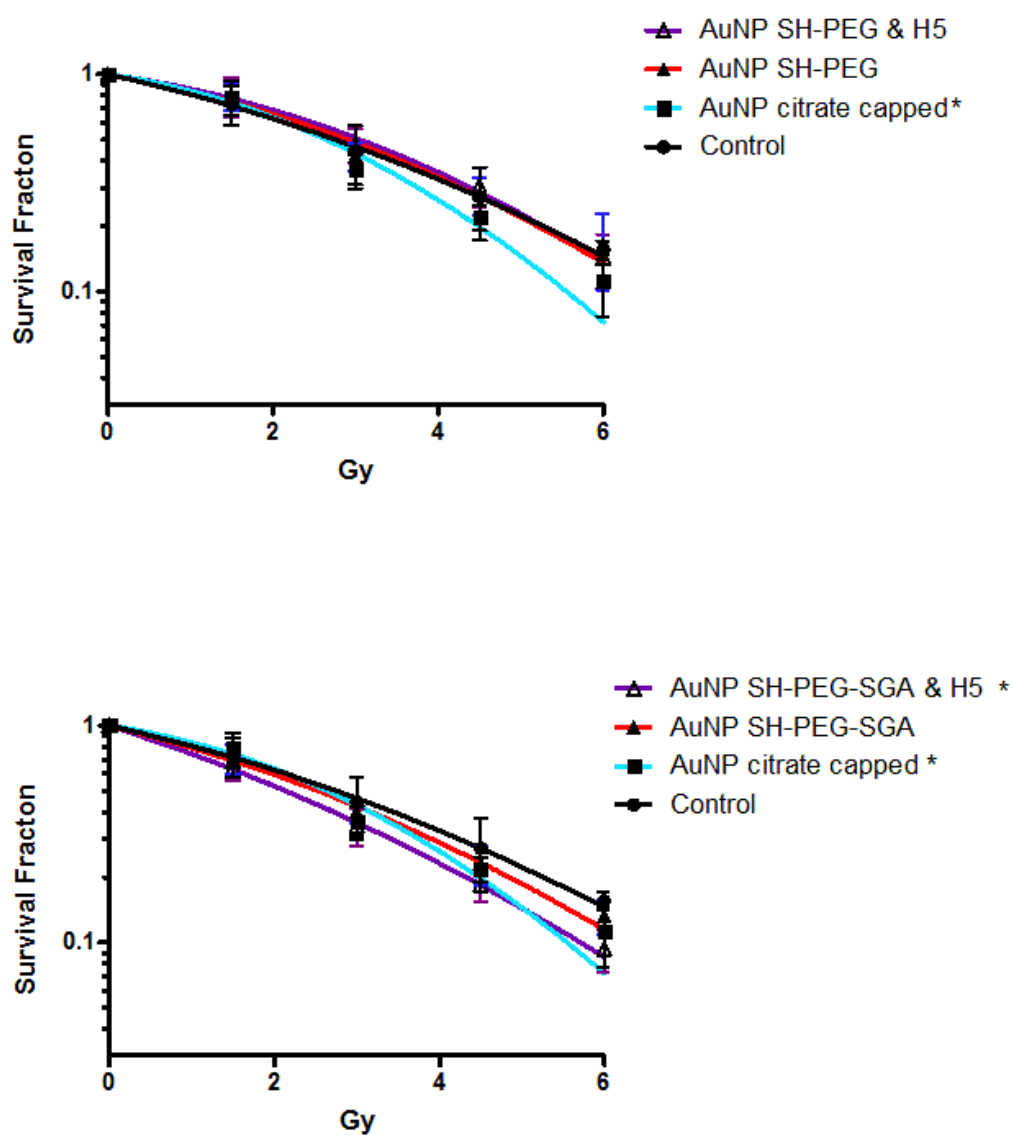 AuNP SH-PEG & H5
AuNP SH-PEG
AuNP citrate capped*
Control
Survival Fracton
1
0.1
0
2
4
6
Gy
AuNP SH-PEG-SGA & H5 *
AuNP SH-PEG-SGA
AuNP citrate capped *
Control
Survival Fracton
1
0.1
0
2
4
6
Gy